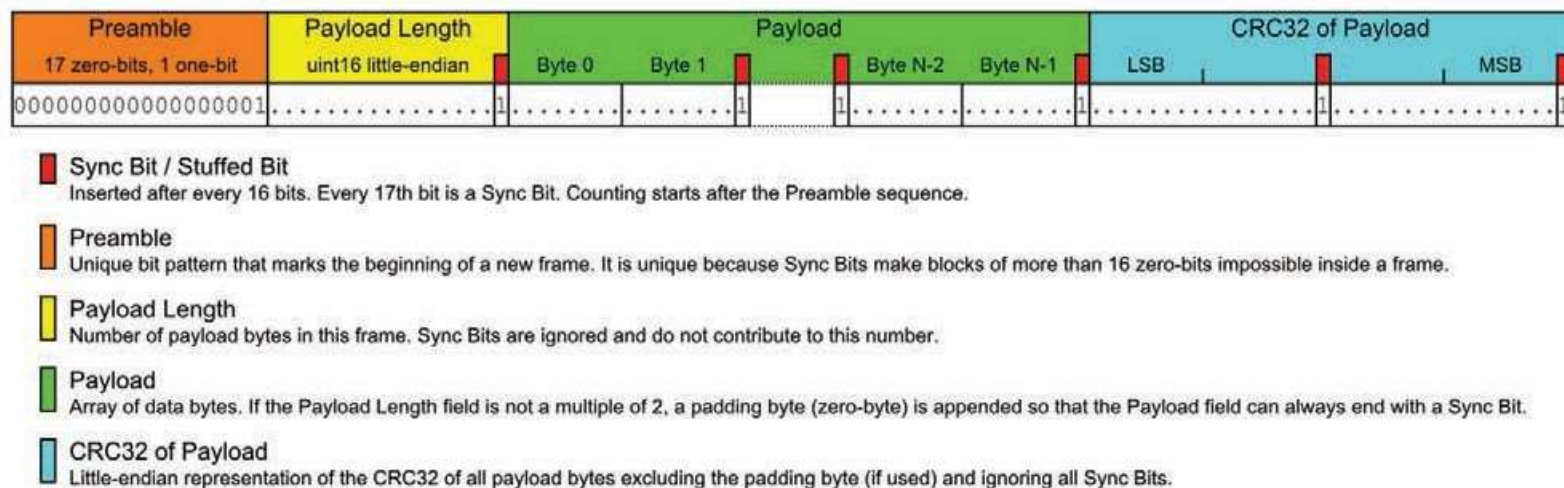 Preamble Payload Length Payload CRC32 of Payload
17 zero-bits, 1 one-bit uint16 little-endian Byte 0 Byte 1 Byte N-2 Byte N-1 LSB MSB
000000000000000001................1................1 1................1................1................1
Sync Bit / Stuffed Bit
Inserted after every 16 bits. Every 17th bit is a Sync Bit. Counting starts after the Preamble sequence.
Preamble
Unique bit pattern that marks the beginning of a new frame. It is unique because Sync Bits make blocks of more than 16 zero-bits impossible inside a frame.
Payload Length
Number of payload bytes in this frame. Sync Bits are ignored and do not contribute to this number.
Payload
Array of data bytes. If the Payload Length field is not a multiple of 2, a padding byte (zero-byte) is appended so that the Payload field can always end with a Sync Bit.
CRC32 of Payload
Little-endian representation of the CRC32 of all payload bytes excluding the padding byte (if used) and ignoring all Sync Bits.